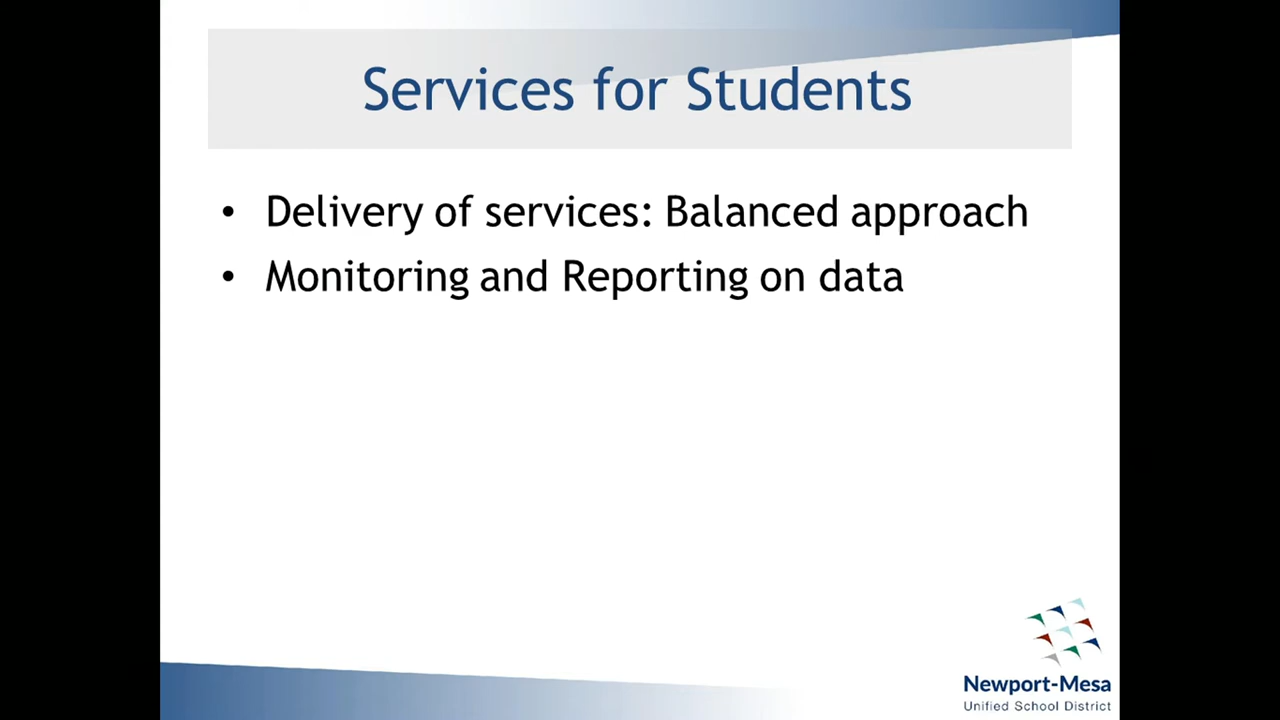 Services for Students
• Delivery of services: Balanced approach
• Monitoring and Reporting on data
Newport-Mesa
Unified School District